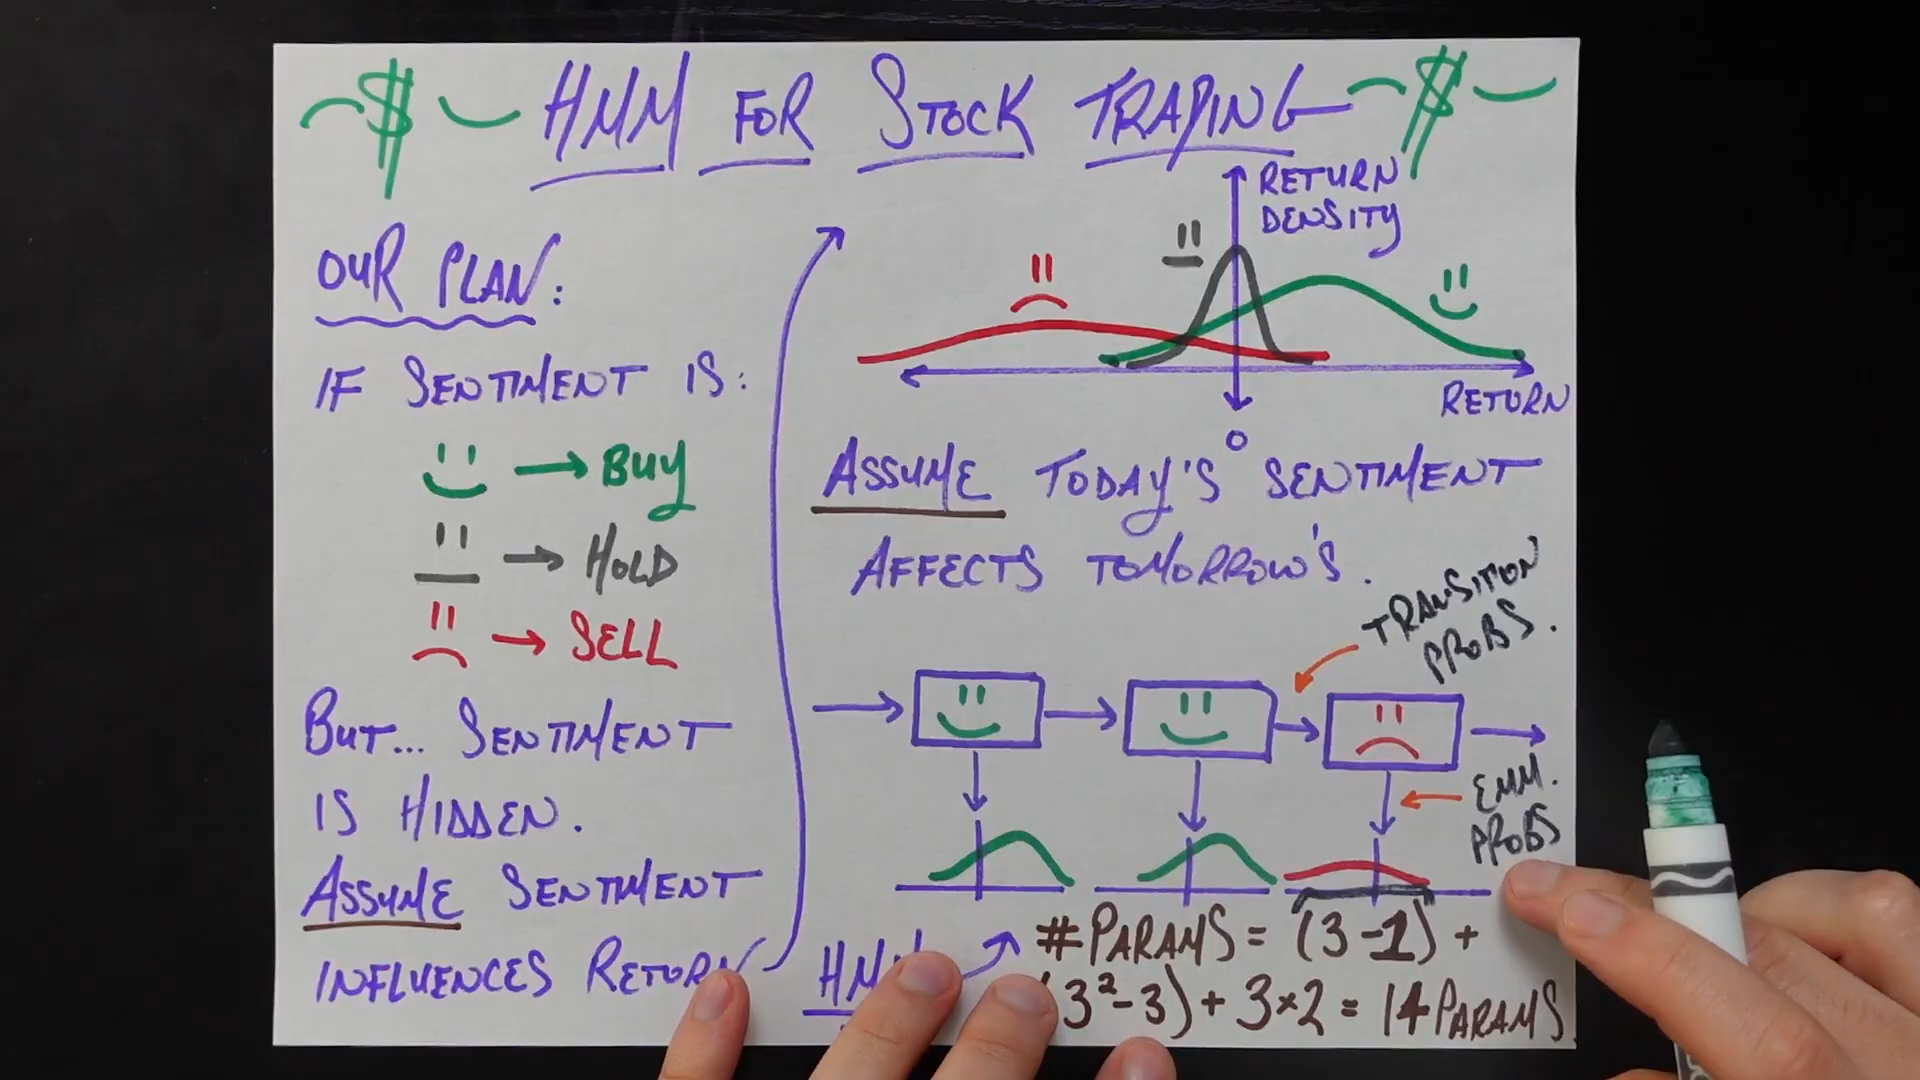 $ HMM FOR STOCK TRADING $
OUR PLAN:
IF SENTIMENT IS:
→ BUY
→ HOLD
→ SELL
BUT... SENTIMENT
IS HIDDEN.
ASSUME SENTIMENT
INFLUENCES RETURN
RETURN
DENSITY
RETURN
0
ASSUME TODAY'S SENTIMENT
AFFECTS TOMORROW'S.
TRANSITION
PROBS.
EMM.
PROBS
HMM
#PARAMS = (3-1) +
(3²-3) + 3×2 = 14 PARAMS.